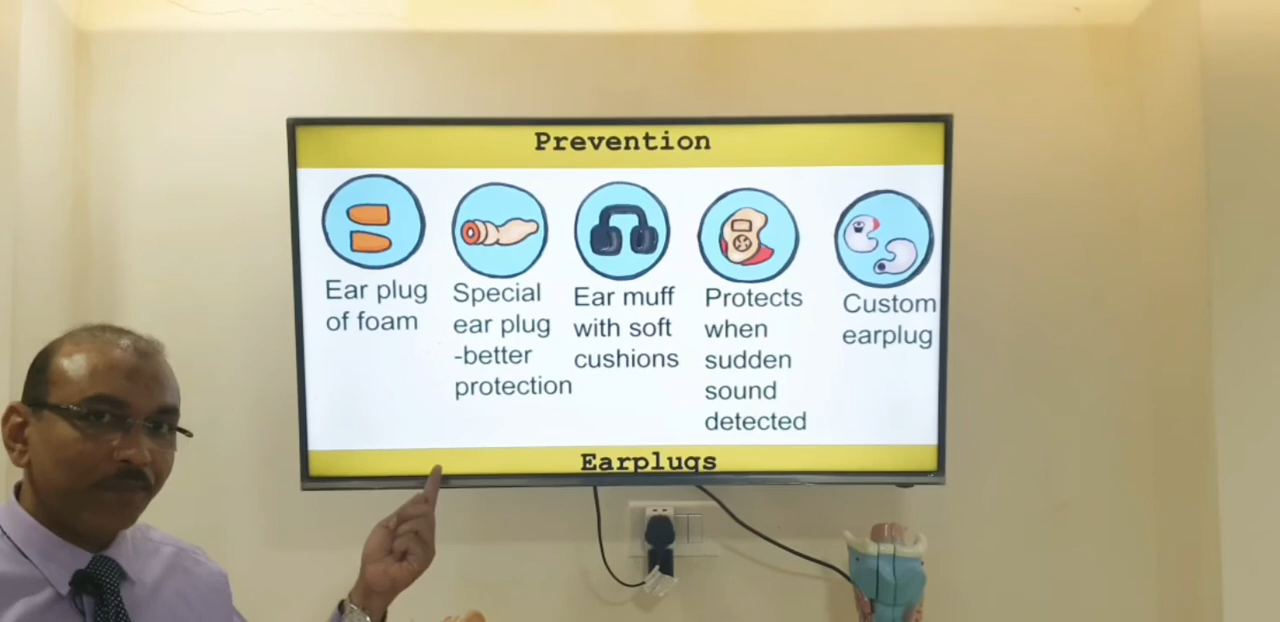 Prevention
Ear plug
of foam
Special
ear plug
-better
protection
Ear muff
with soft
cushions
Protects
when
sudden
sound
detected
Custom
earplug
Earplugs